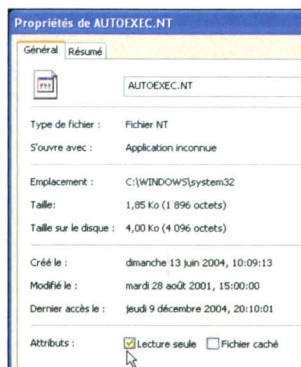 Propriétés de AUTOEXEC.NT
Général Résumé
AUTOEXEC.NT
Type de fichier : Fichier NT
S'ouvre avec : Application inconnue
Emplacement : C:\WINDOWS\system32
Taille: 1,85 Ko (1 896 octets)
Taille sur le disque : 4,00 Ko (4 096 octets)
Créé le : dimanche 13 juin 2004, 10:09:13
Modifié le : mardi 28 août 2001, 15:00:00
Dernier accès le : jeudi 9 décembre 2004, 20:10:01
Attributs : Lecture seule Fichier caché